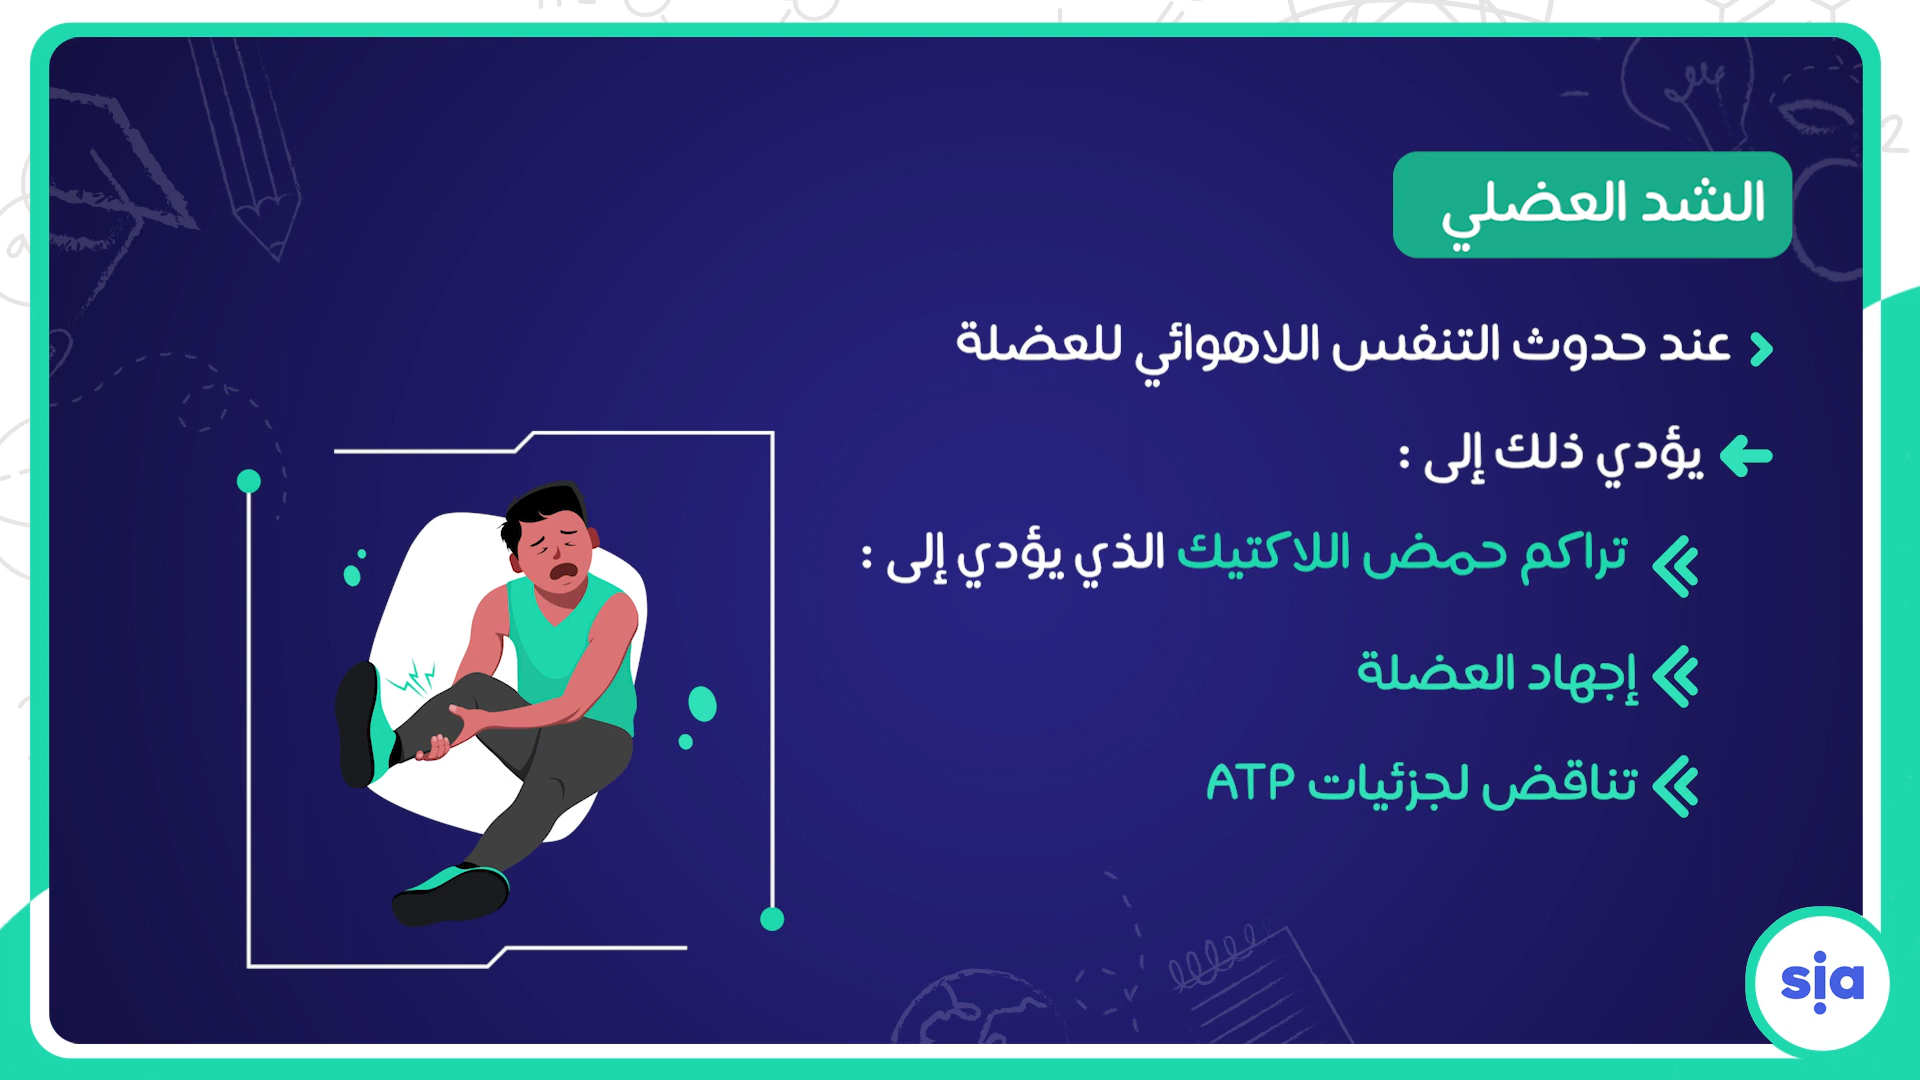 الشد العضلي
عند حدوث التنفس اللاهوائي للعضلة
يؤدي ذلك إلى :
تراكم حمض اللاكتيك الذي يؤدي إلى :
إجهاد العضلة
تناقض لجزئيات ATP
sia